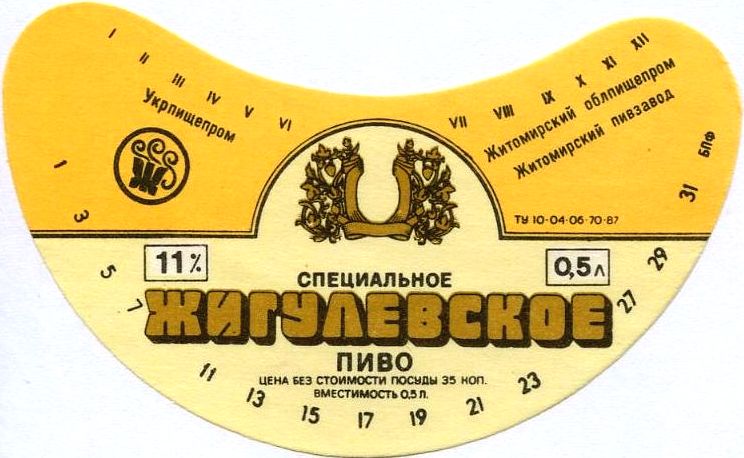 I II III IV V VI
VII VIII IX X XI XII
Укрпищепром
Житомирский облпищепром
Житомирский пивзавод
БПФ
Ж
ТУ 10-04-06-70-87
11%
0,5 л
СПЕЦИАЛЬНОЕ
ЖИГУЛЕВСКОЕ
ПИВО
ЦЕНА БЕЗ СТОИМОСТИ ПОСУДЫ 35 КОП.
ВМЕСТИМОСТЬ 0,5 Л.
1 3 5 7 11 13 15 17 19 21 23 27 29 31